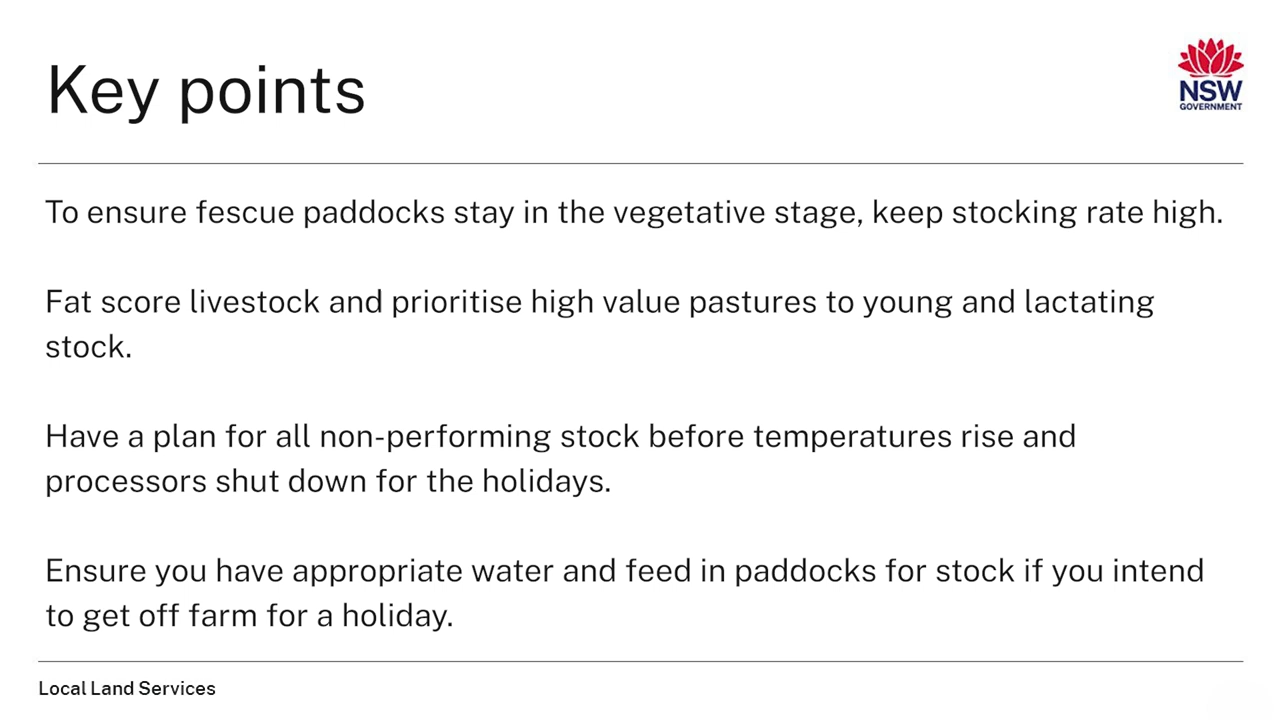 Key points
NSW
GOVERNMENT
To ensure fescue paddocks stay in the vegetative stage, keep stocking rate high.
Fat score livestock and prioritise high value pastures to young and lactating
stock.
Have a plan for all non-performing stock before temperatures rise and
processors shut down for the holidays.
Ensure you have appropriate water and feed in paddocks for stock if you intend
to get off farm for a holiday.
Local Land Services